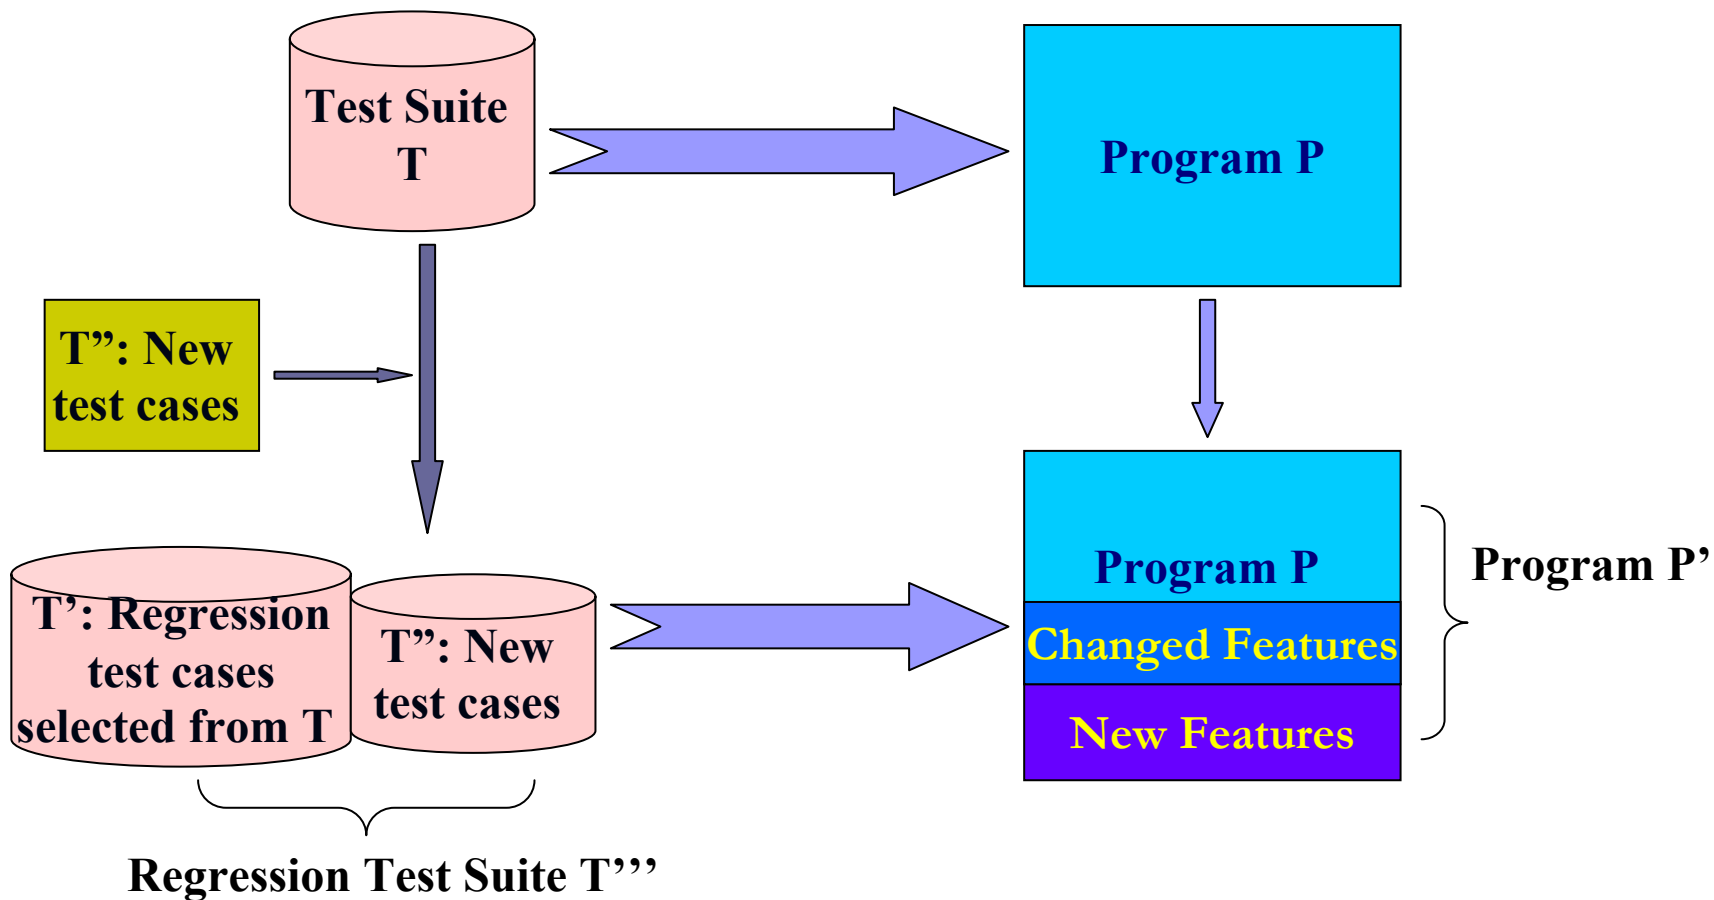 Test Suite
T
Program P
T”: New
test cases
T’: Regression
test cases
selected from T
T”: New
test cases
Program P
Changed Features
New Features
Program P’
Regression Test Suite T’’’